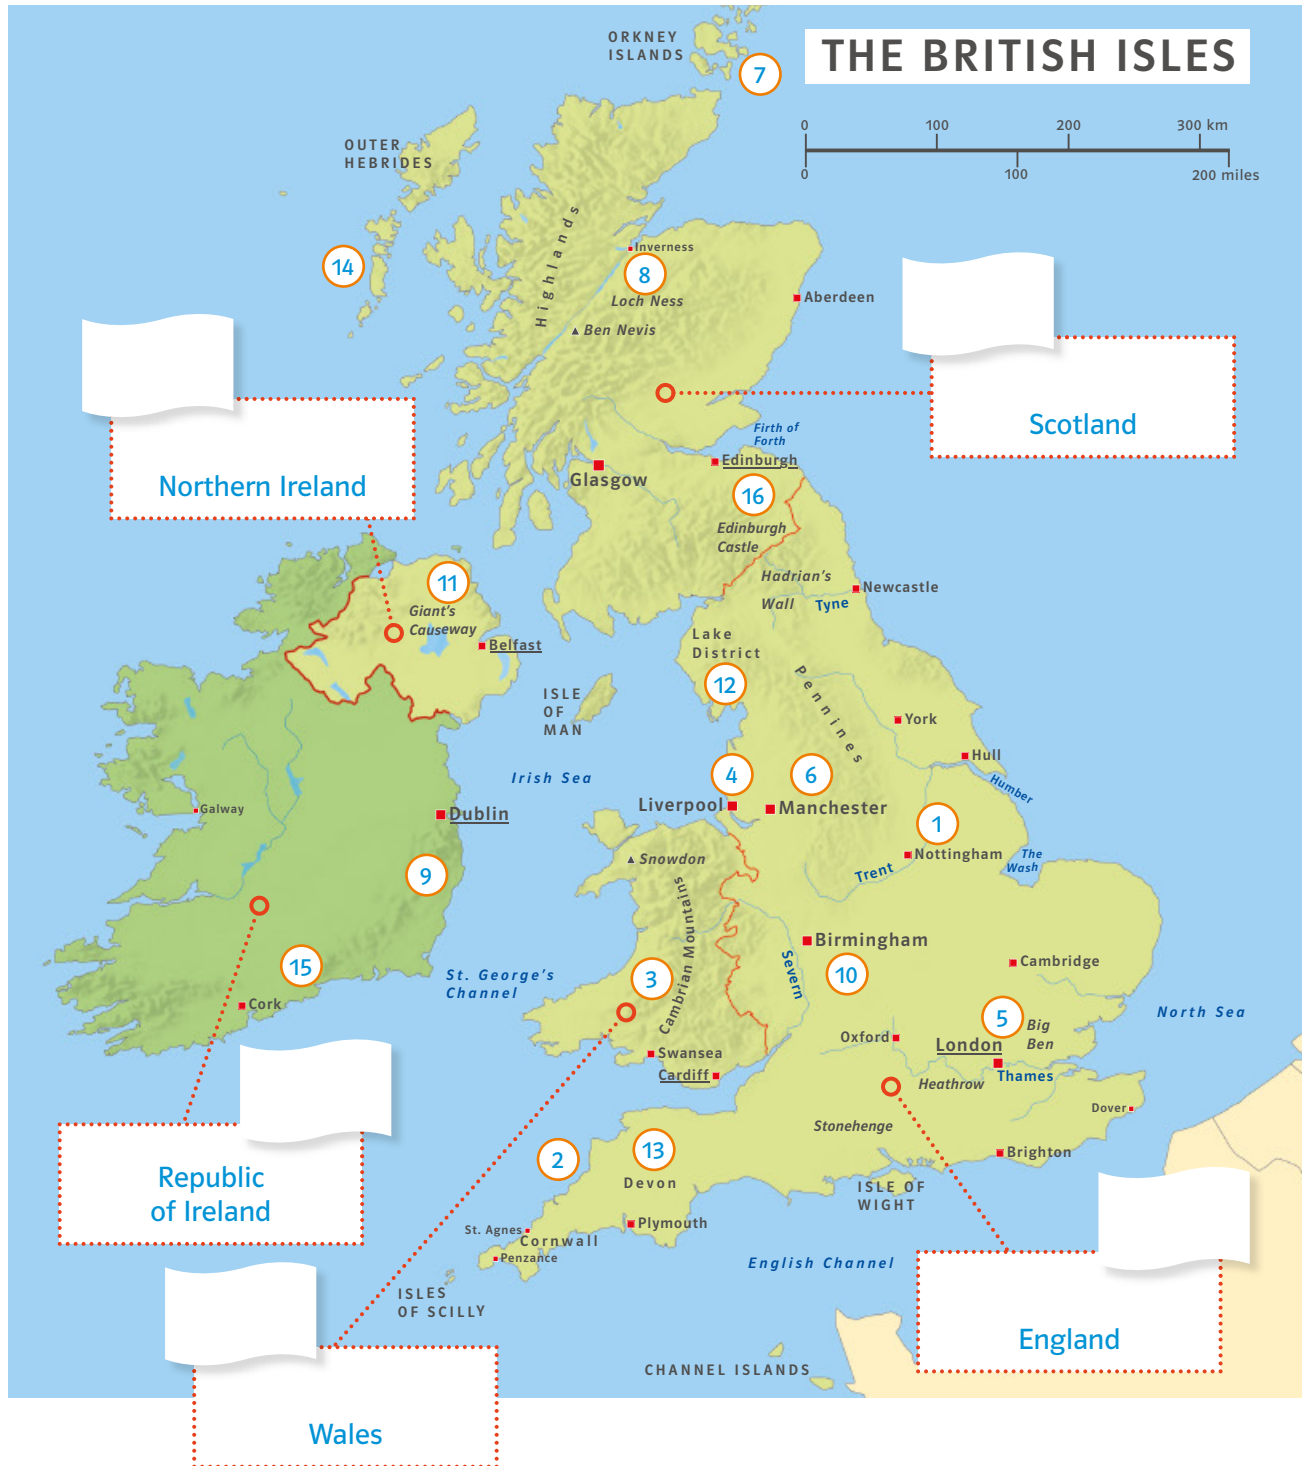 ORKNEY
ISLANDS
THE BRITISH ISLES
7
0 100 200 300 km
0 100 200 miles
OUTER
HEBRIDES
Highlands
Inverness
14
8
Loch Ness
Aberdeen
Ben Nevis
Scotland
Firth of
Forth
Edinburgh
Glasgow
Northern Ireland
16
Edinburgh
Castle
11
Hadrian's
Wall
Newcastle
Tyne
Giant's
Causeway
Belfast
Lake
District
12
Pennines
ISLE
OF
MAN
York
Hull
Irish Sea
4
6
Humber
Galway
Dublin
Liverpool
Manchester
1
Nottingham
The
Wash
Snowdon
Trent
9
Cambrian Mountains
Birmingham
Severn
10
Cambridge
15
St. George's
Channel
3
Cork
North Sea
5
Big
Ben
Oxford
London
Swansea
Cardiff
Thames
Heathrow
Dover
Stonehenge
2
13
Brighton
Devon
ISLE OF
WIGHT
Republic
of Ireland
St. Agnes
Plymouth
Cornwall
Penzance
English Channel
ISLES
OF SCILLY
England
CHANNEL ISLANDS
Wales